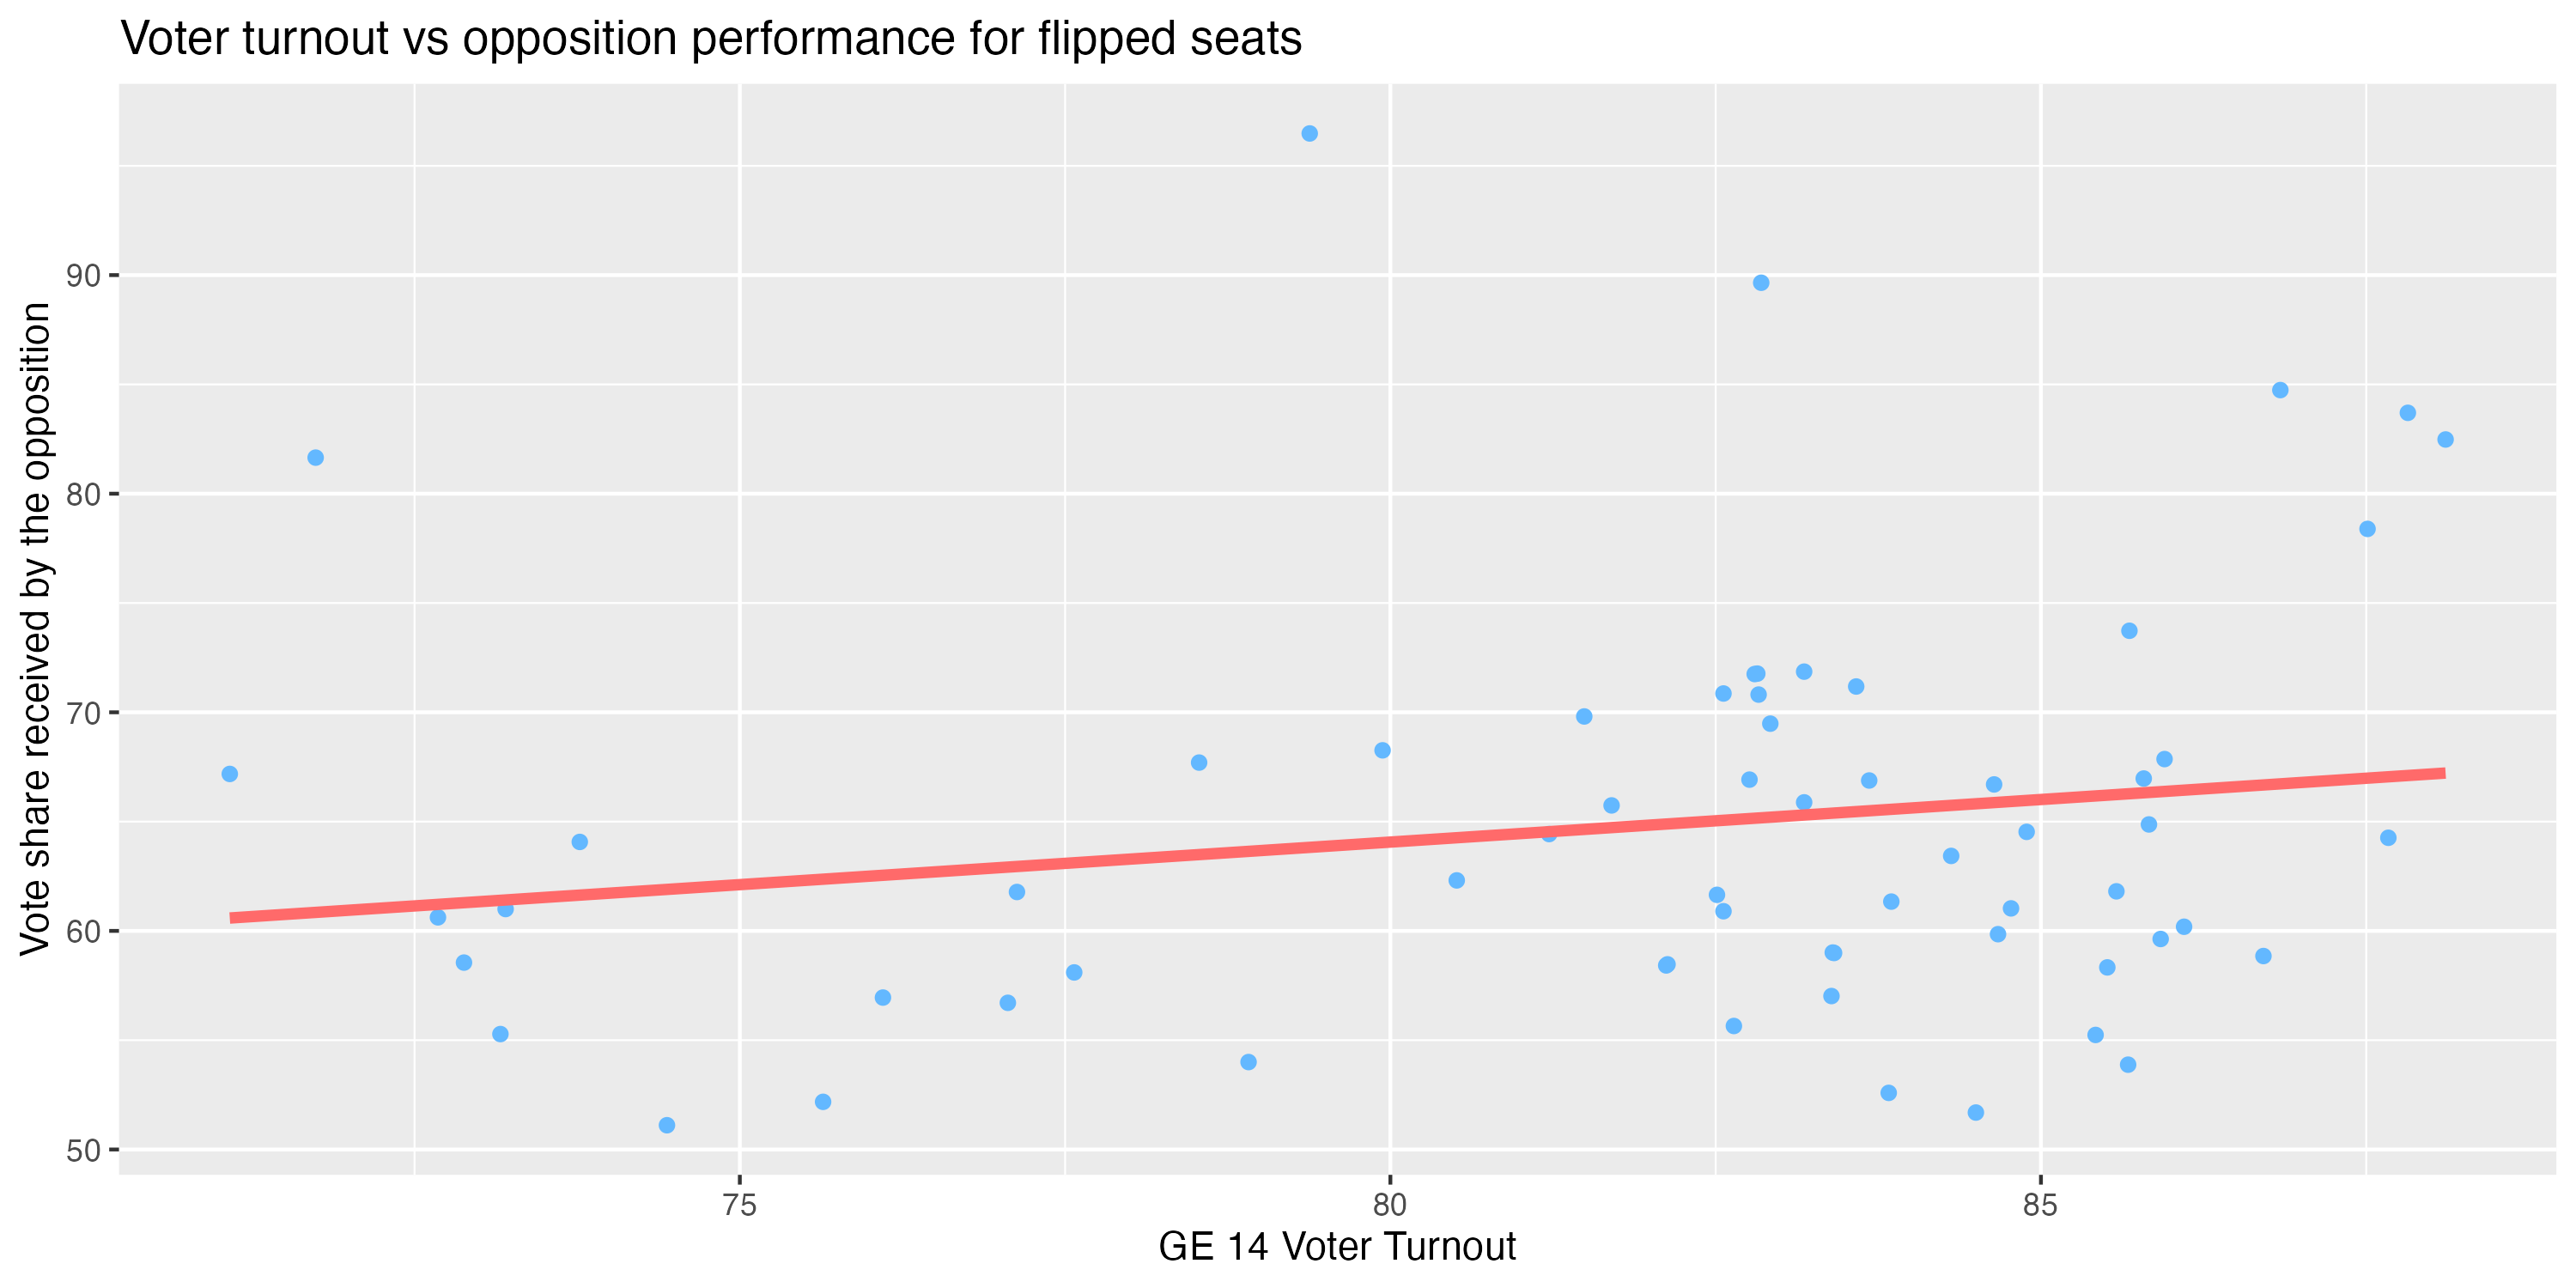 Voter turnout vs opposition performance for flipped seats
Vote share received by the opposition
90
80
70
60
50
75 80 85
GE 14 Voter Turnout